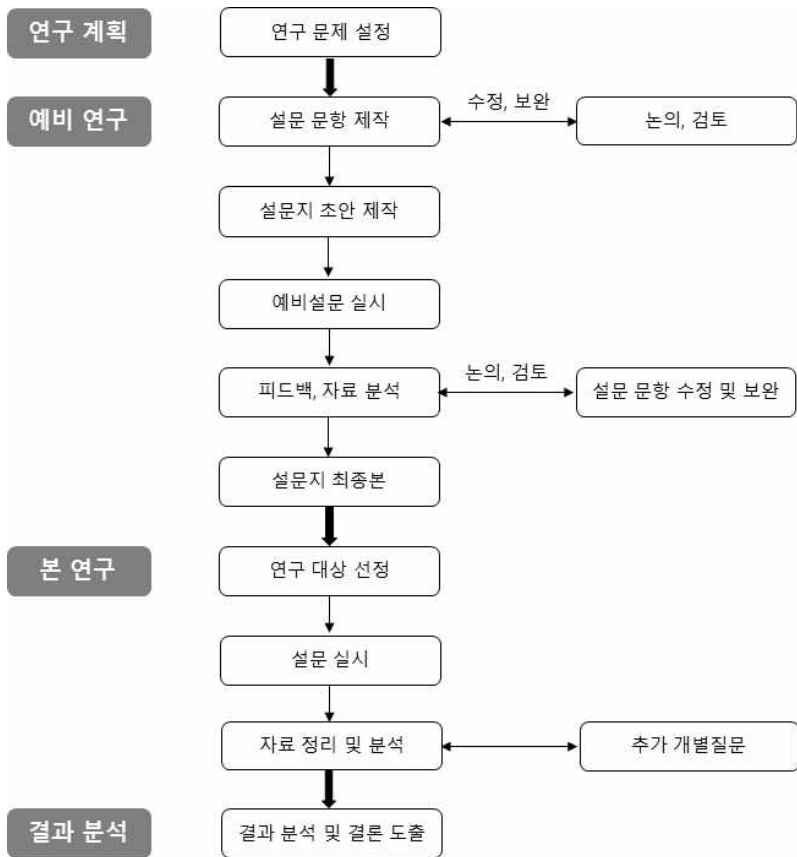 연구 계획
연구 문제 설정
예비 연구
설문 문항 제작
수정, 보완
논의, 검토
설문지 초안 제작
예비설문 실시
피드백, 자료 분석
논의, 검토
설문 문항 수정 및 보완
설문지 최종본
본 연구
연구 대상 선정
설문 실시
자료 정리 및 분석
추가 개별질문
결과 분석
결과 분석 및 결론 도출